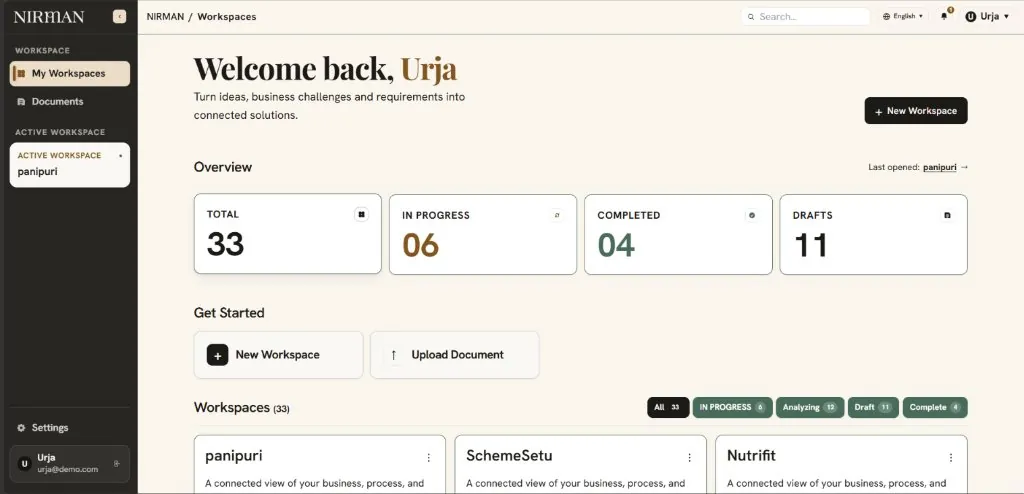 NIRMAN
NIRMAN / Workspaces
Search...
English
1
U Urja
WORKSPACE
My Workspaces
Documents
ACTIVE WORKSPACE
ACTIVE WORKSPACE
panipuri
Welcome back, Urja
Turn ideas, business challenges and requirements into
connected solutions.
+ New Workspace
Overview
Last opened: panipuri →
TOTAL
33
IN PROGRESS
06
COMPLETED
04
DRAFTS
11
Get Started
+ New Workspace
↑ Upload Document
Workspaces (33)
All 33
IN PROGRESS 6
Analyzing 12
Draft 11
Complete 4
panipuri
A connected view of your business, process, and
SchemeSetu
A connected view of your business, process, and
Nutrifit
A connected view of your business, process, and
Settings
U Urja
urja@demo.com